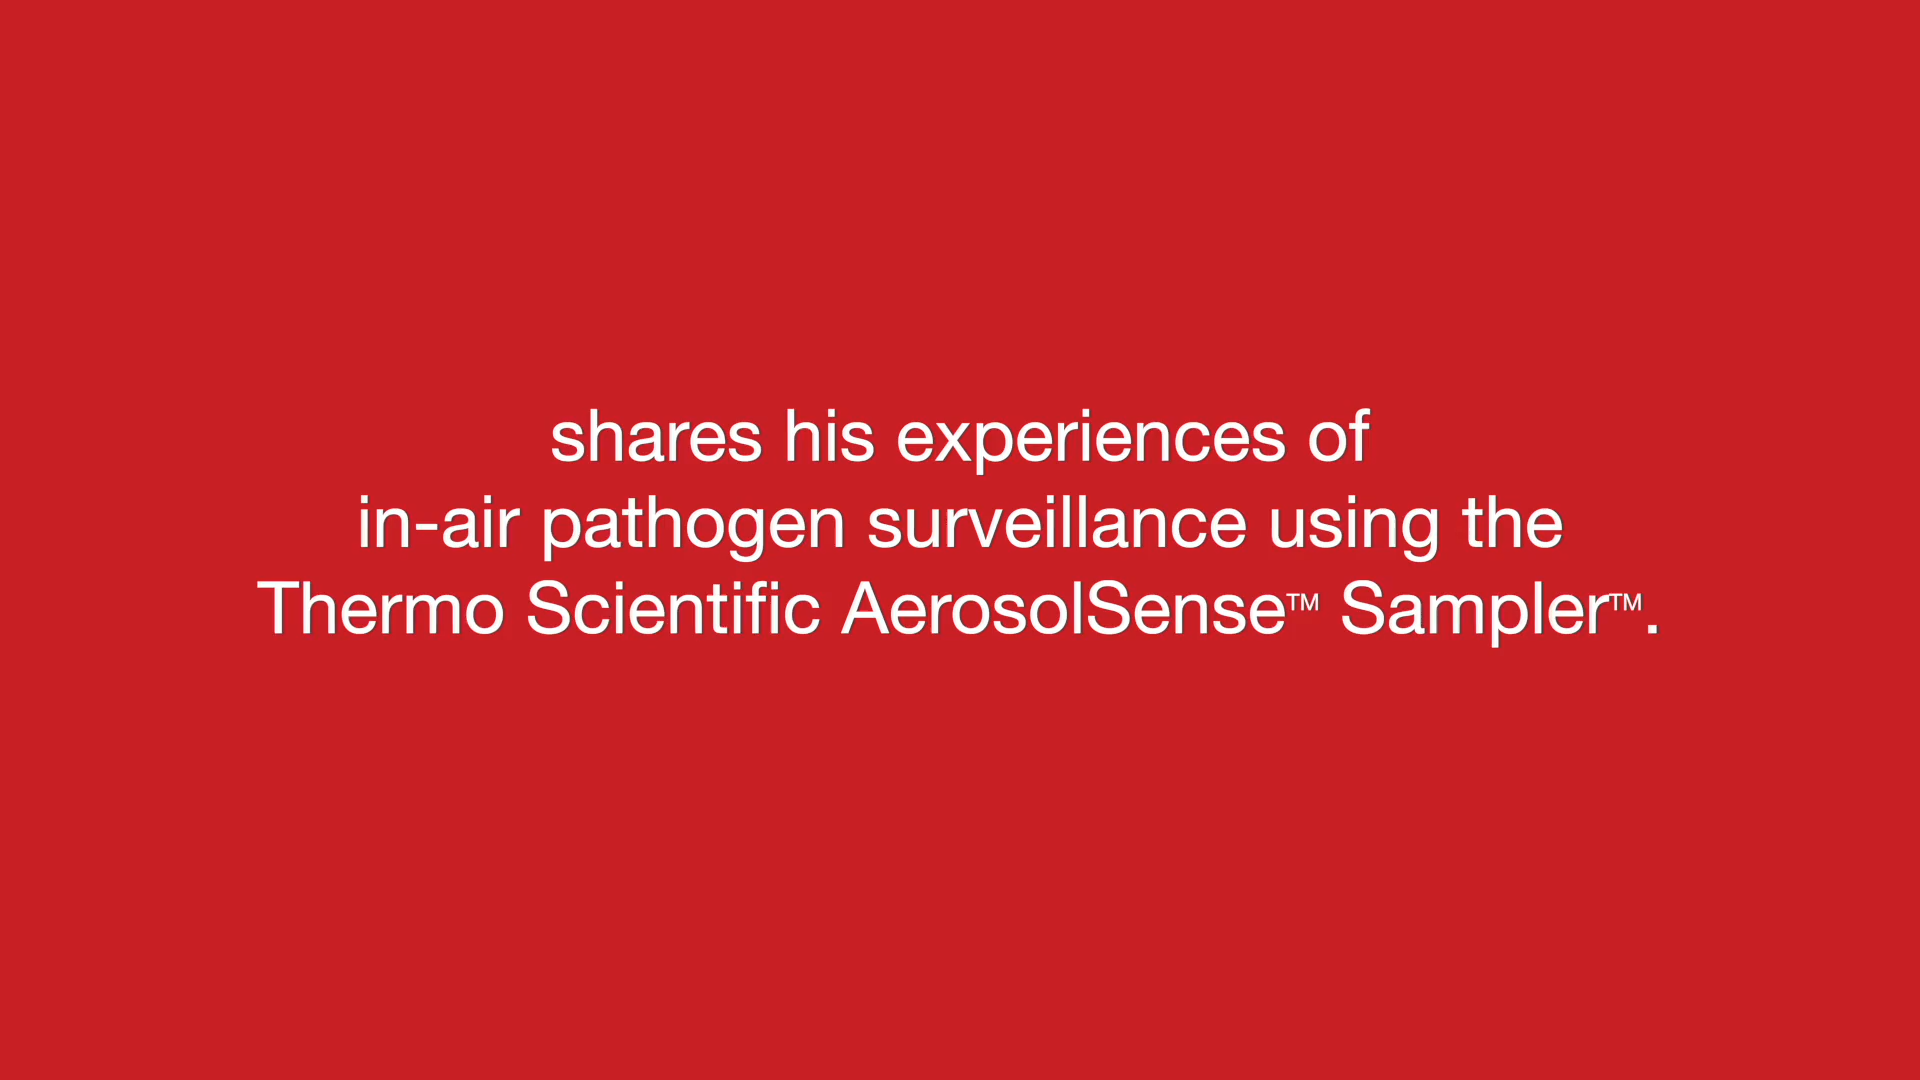 shares his experiences of
in-air pathogen surveillance using the
Thermo Scientific AerosolSense™ Sampler™.